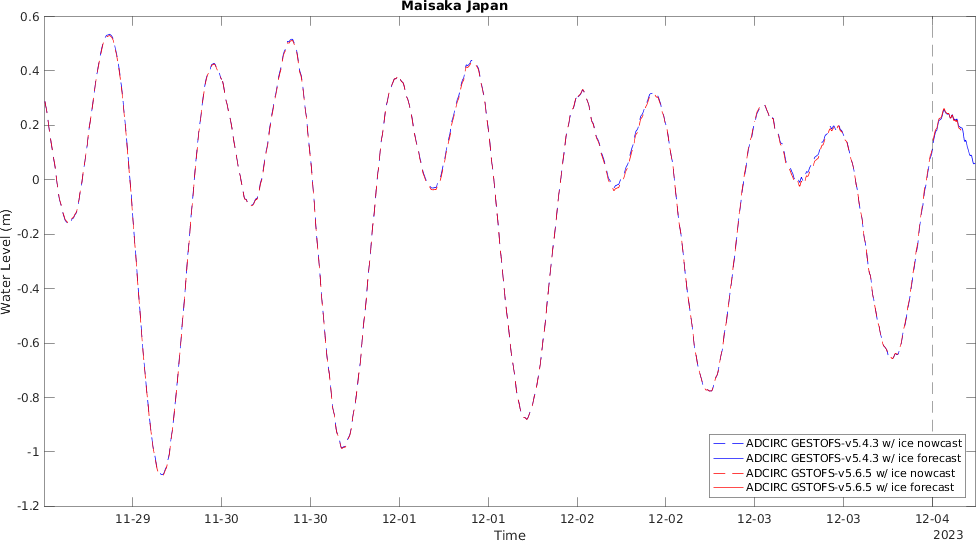 Maisaka Japan
0.6
0.4
0.2
0
-0.2
-0.4
-0.6
-0.8
-1
-1.2
Water Level (m)
ADCIRC GESTOFS-v5.4.3 w/ ice nowcast
ADCIRC GESTOFS-v5.4.3 w/ ice forecast
ADCIRC GSTOFS-v5.6.5 w/ ice nowcast
ADCIRC GSTOFS-v5.6.5 w/ ice forecast
11-29 11-30 11-30 12-01 12-01 12-02 12-02 12-03 12-03 12-04
Time 2023